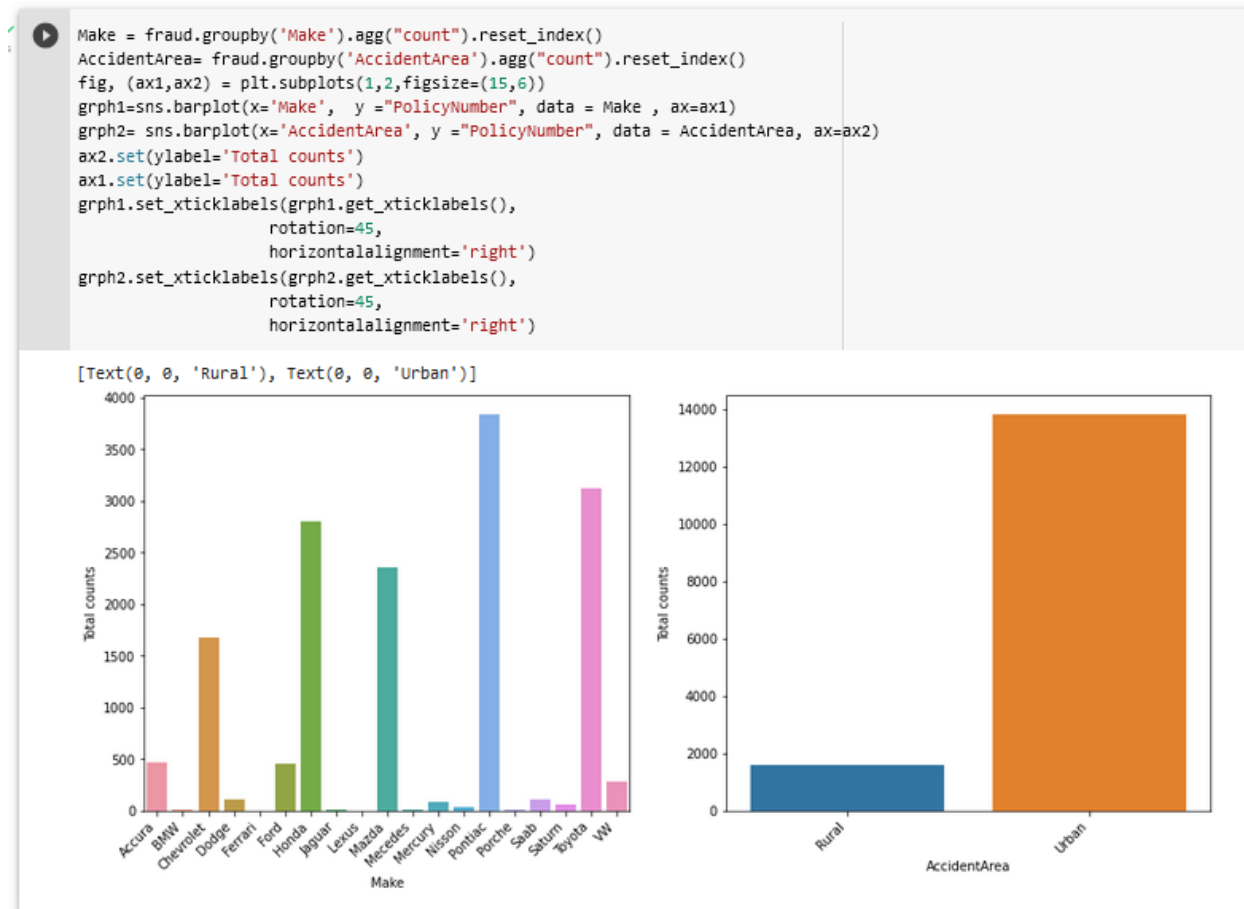 Make = fraud.groupby('Make').agg("count").reset_index()
AccidentArea= fraud.groupby('AccidentArea').agg("count").reset_index()
fig, (ax1,ax2) = plt.subplots(1,2,figsize=(15,6))
grph1=sns.barplot(x='Make',  y ="PolicyNumber", data = Make , ax=ax1)
grph2= sns.barplot(x='AccidentArea', y ="PolicyNumber", data = AccidentArea, ax=ax2)
ax2.set(ylabel='Total counts')
ax1.set(ylabel='Total counts')
grph1.set_xticklabels(grph1.get_xticklabels(),
rotation=45,
horizontalalignment='right')
grph2.set_xticklabels(grph2.get_xticklabels(),
rotation=45,
horizontalalignment='right')
[Text(0, 0, 'Rural'), Text(0, 0, 'Urban')]
4000
3500
3000
2500
2000
1500
1000
500
0
Total counts
Accura
BMW
Chevrolet
Dodge
Ferrari
Ford
Honda
Jaguar
Lexus
Mazda
Mecedes
Mercury
Nisson
Pontiac
Porche
Saab
Saturn
Toyota
VW
Make
14000
12000
10000
8000
6000
4000
2000
0
Total counts
Rural
Urban
AccidentArea